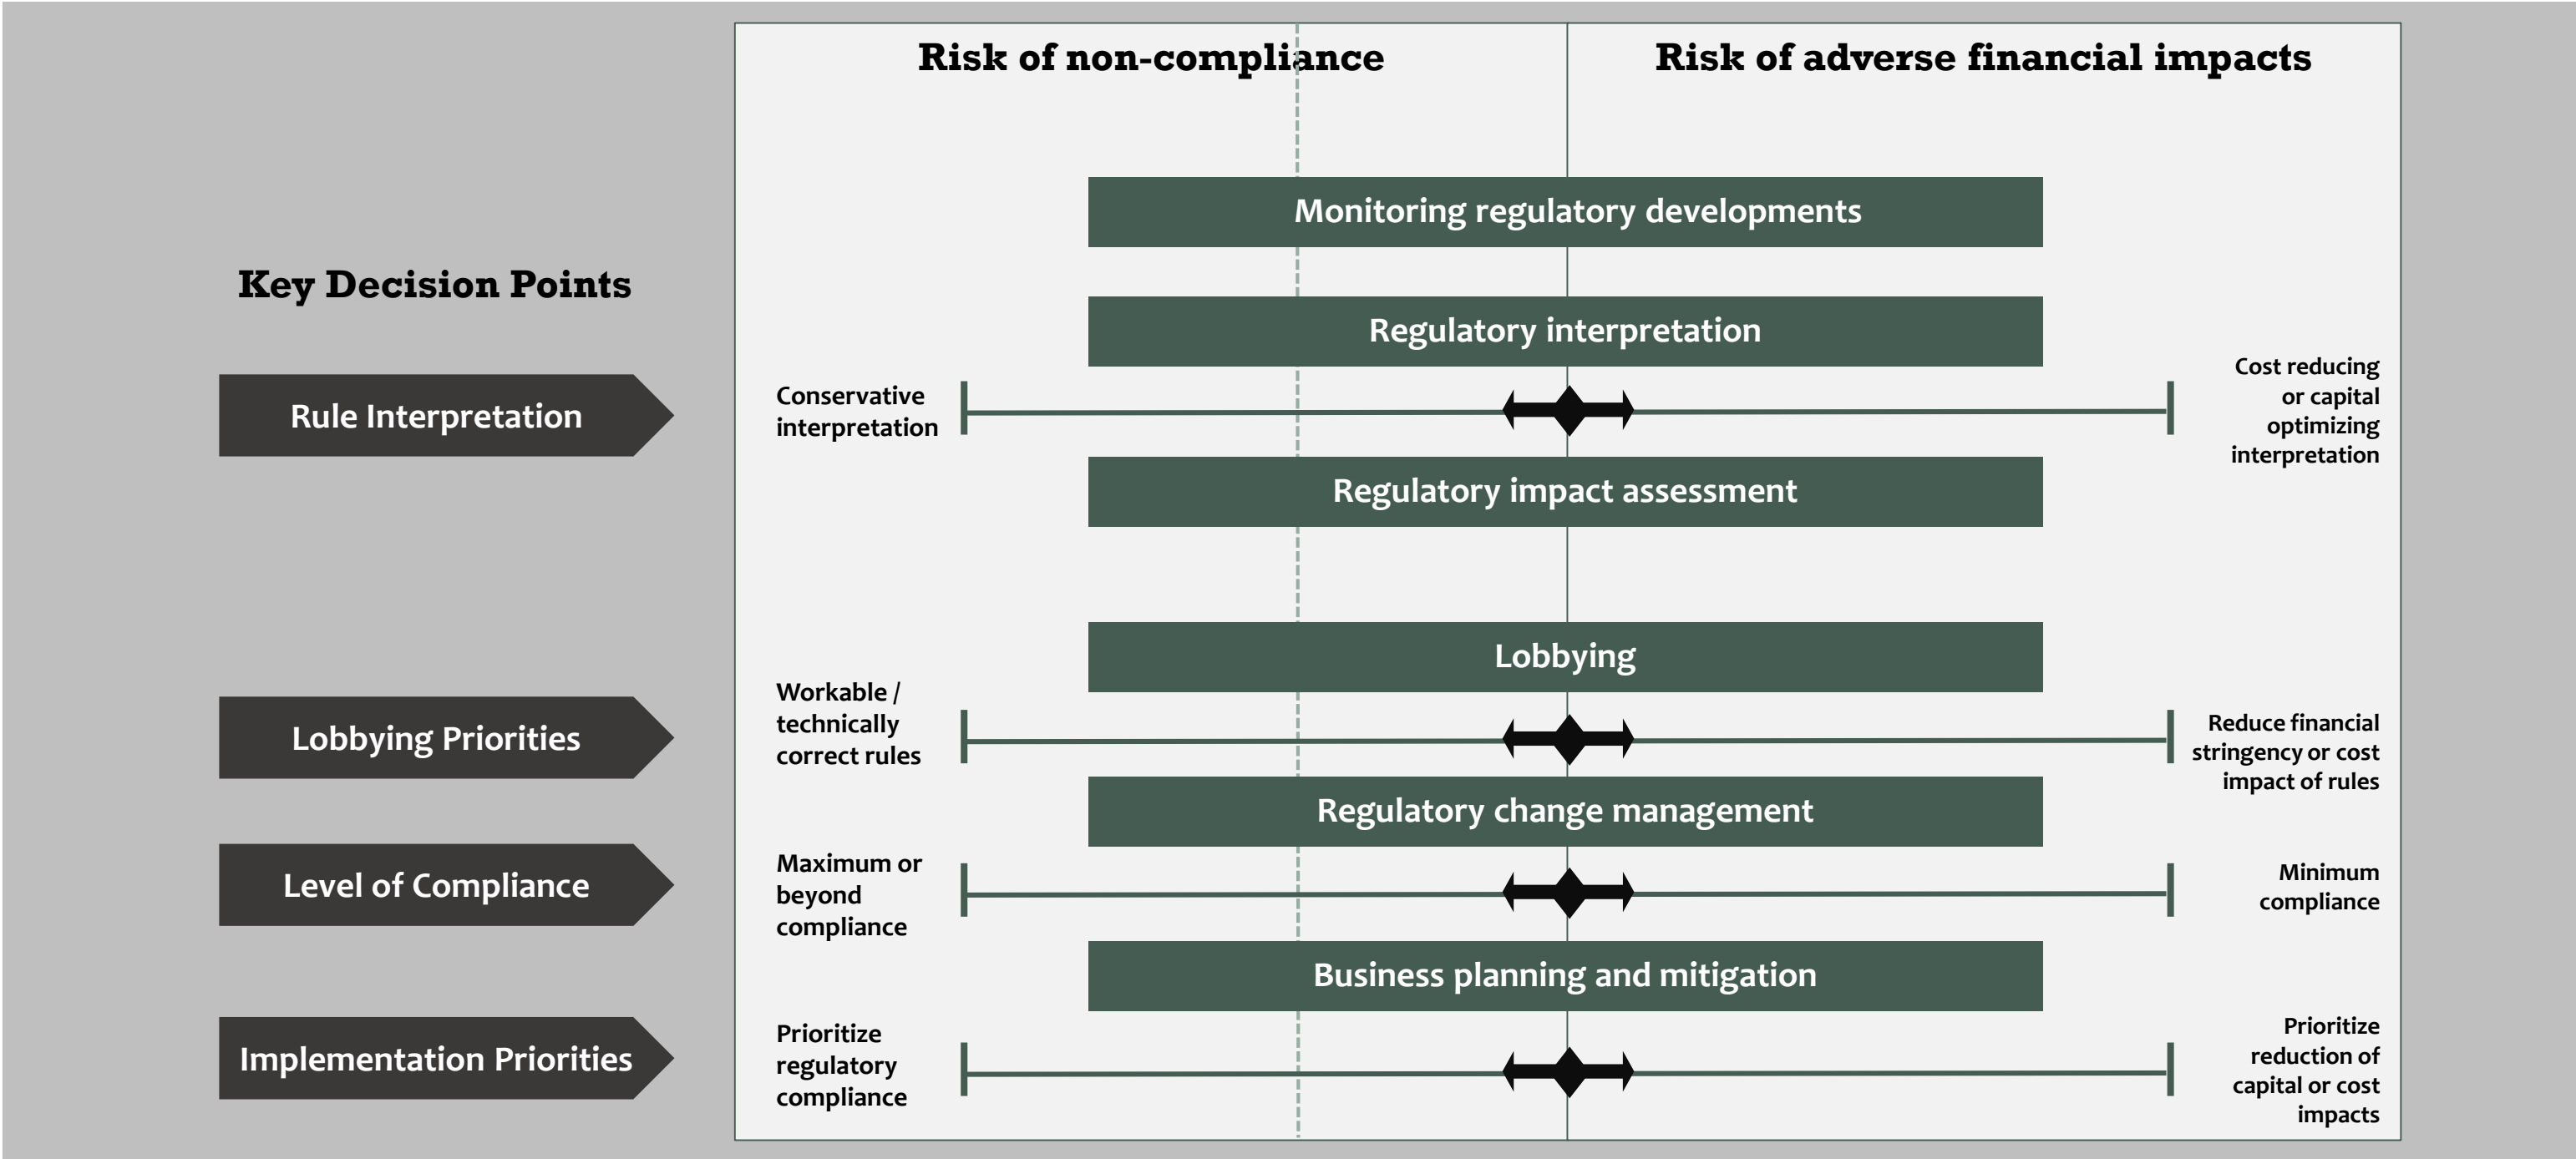 Risk of non-compliance
Risk of adverse financial impacts
Monitoring regulatory developments
Key Decision Points
Regulatory interpretation
Rule Interpretation
Conservative
interpretation
Cost reducing
or capital
optimizing
interpretation
Regulatory impact assessment
Lobbying
Lobbying Priorities
Workable /
technically
correct rules
Reduce financial
stringency or cost
impact of rules
Regulatory change management
Level of Compliance
Maximum or
beyond
compliance
Minimum
compliance
Business planning and mitigation
Implementation Priorities
Prioritize
regulatory
compliance
Prioritize
reduction of
capital or cost
impacts